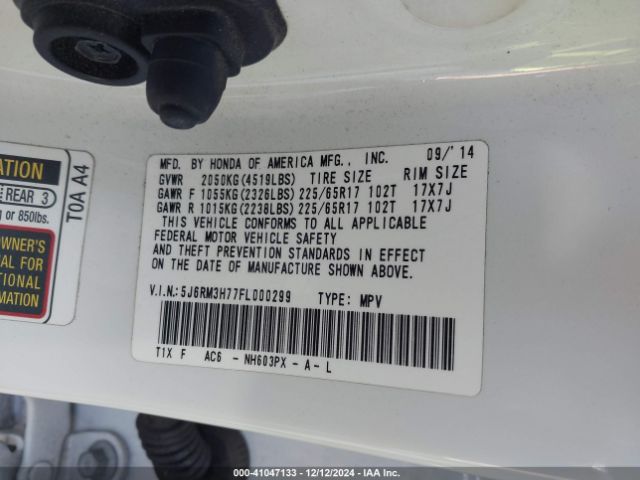 MFD. BY HONDA OF AMERICA MFG., INC. 09/'14
GVWR 2050KG(4519LBS) TIRE SIZE RIM SIZE
GAWR F 1055KG(2326LBS) 225/65R17 102T 17X7J
GAWR R 1015KG(2238LBS) 225/65R17 102T 17X7J
THIS VEHICLE CONFORMS TO ALL APPLICABLE
FEDERAL MOTOR VEHICLE SAFETY
AND THEFT PREVENTION STANDARDS IN EFFECT
ON THE DATE OF MANUFACTURE SHOWN ABOVE.
V.I.N.:5J6RM3H77FL000299 TYPE: MPV
T1X F AC6 - NH603PX - A - L
ATION
REAR 3
or 850lbs.
T0A A4
OWNER'S
AL FOR
TIONAL
MATION
000-41047133 - 12/12/2024 - IAAI.COM